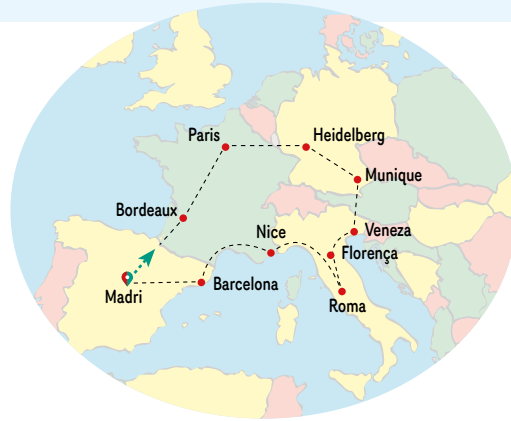 Paris
Heidelberg
Munique
Bordeaux
Nice
Veneza
Florença
Madri
Barcelona
Roma